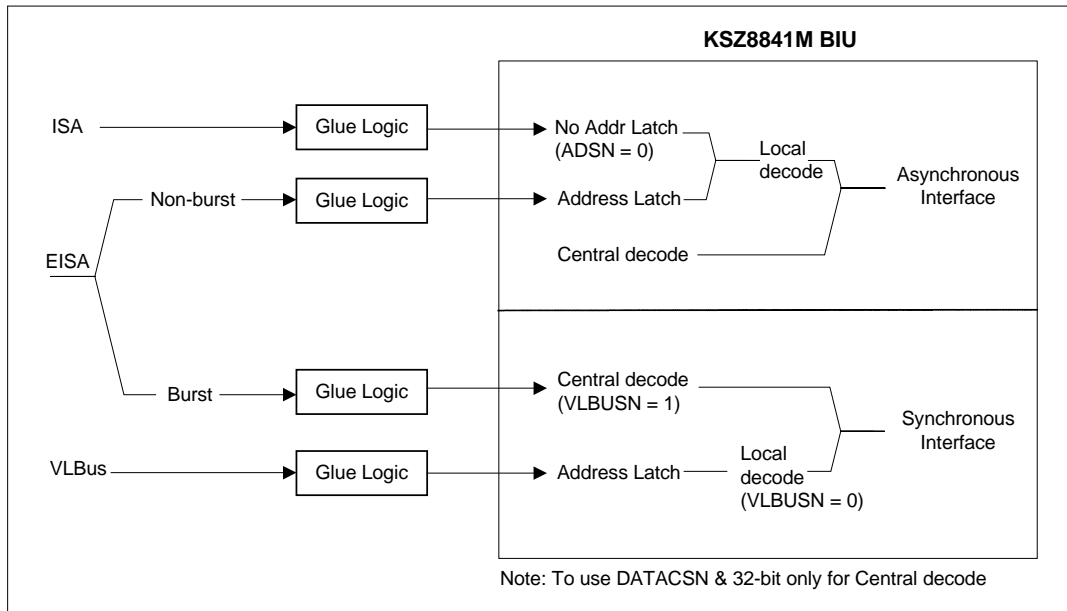 KSZ8841M BIU
ISA
Glue Logic
No Addr Latch
(ADSN = 0)
Local
decode
Asynchronous
Interface
Non-burst
Glue Logic
Address Latch
EISA
Central decode
Burst
Glue Logic
Central decode
(VLBUSN = 1)
Synchronous
Interface
VLBus
Glue Logic
Address Latch
Local
decode
(VLBUSN = 0)
Note: To use DATACSN & 32-bit only for Central decode